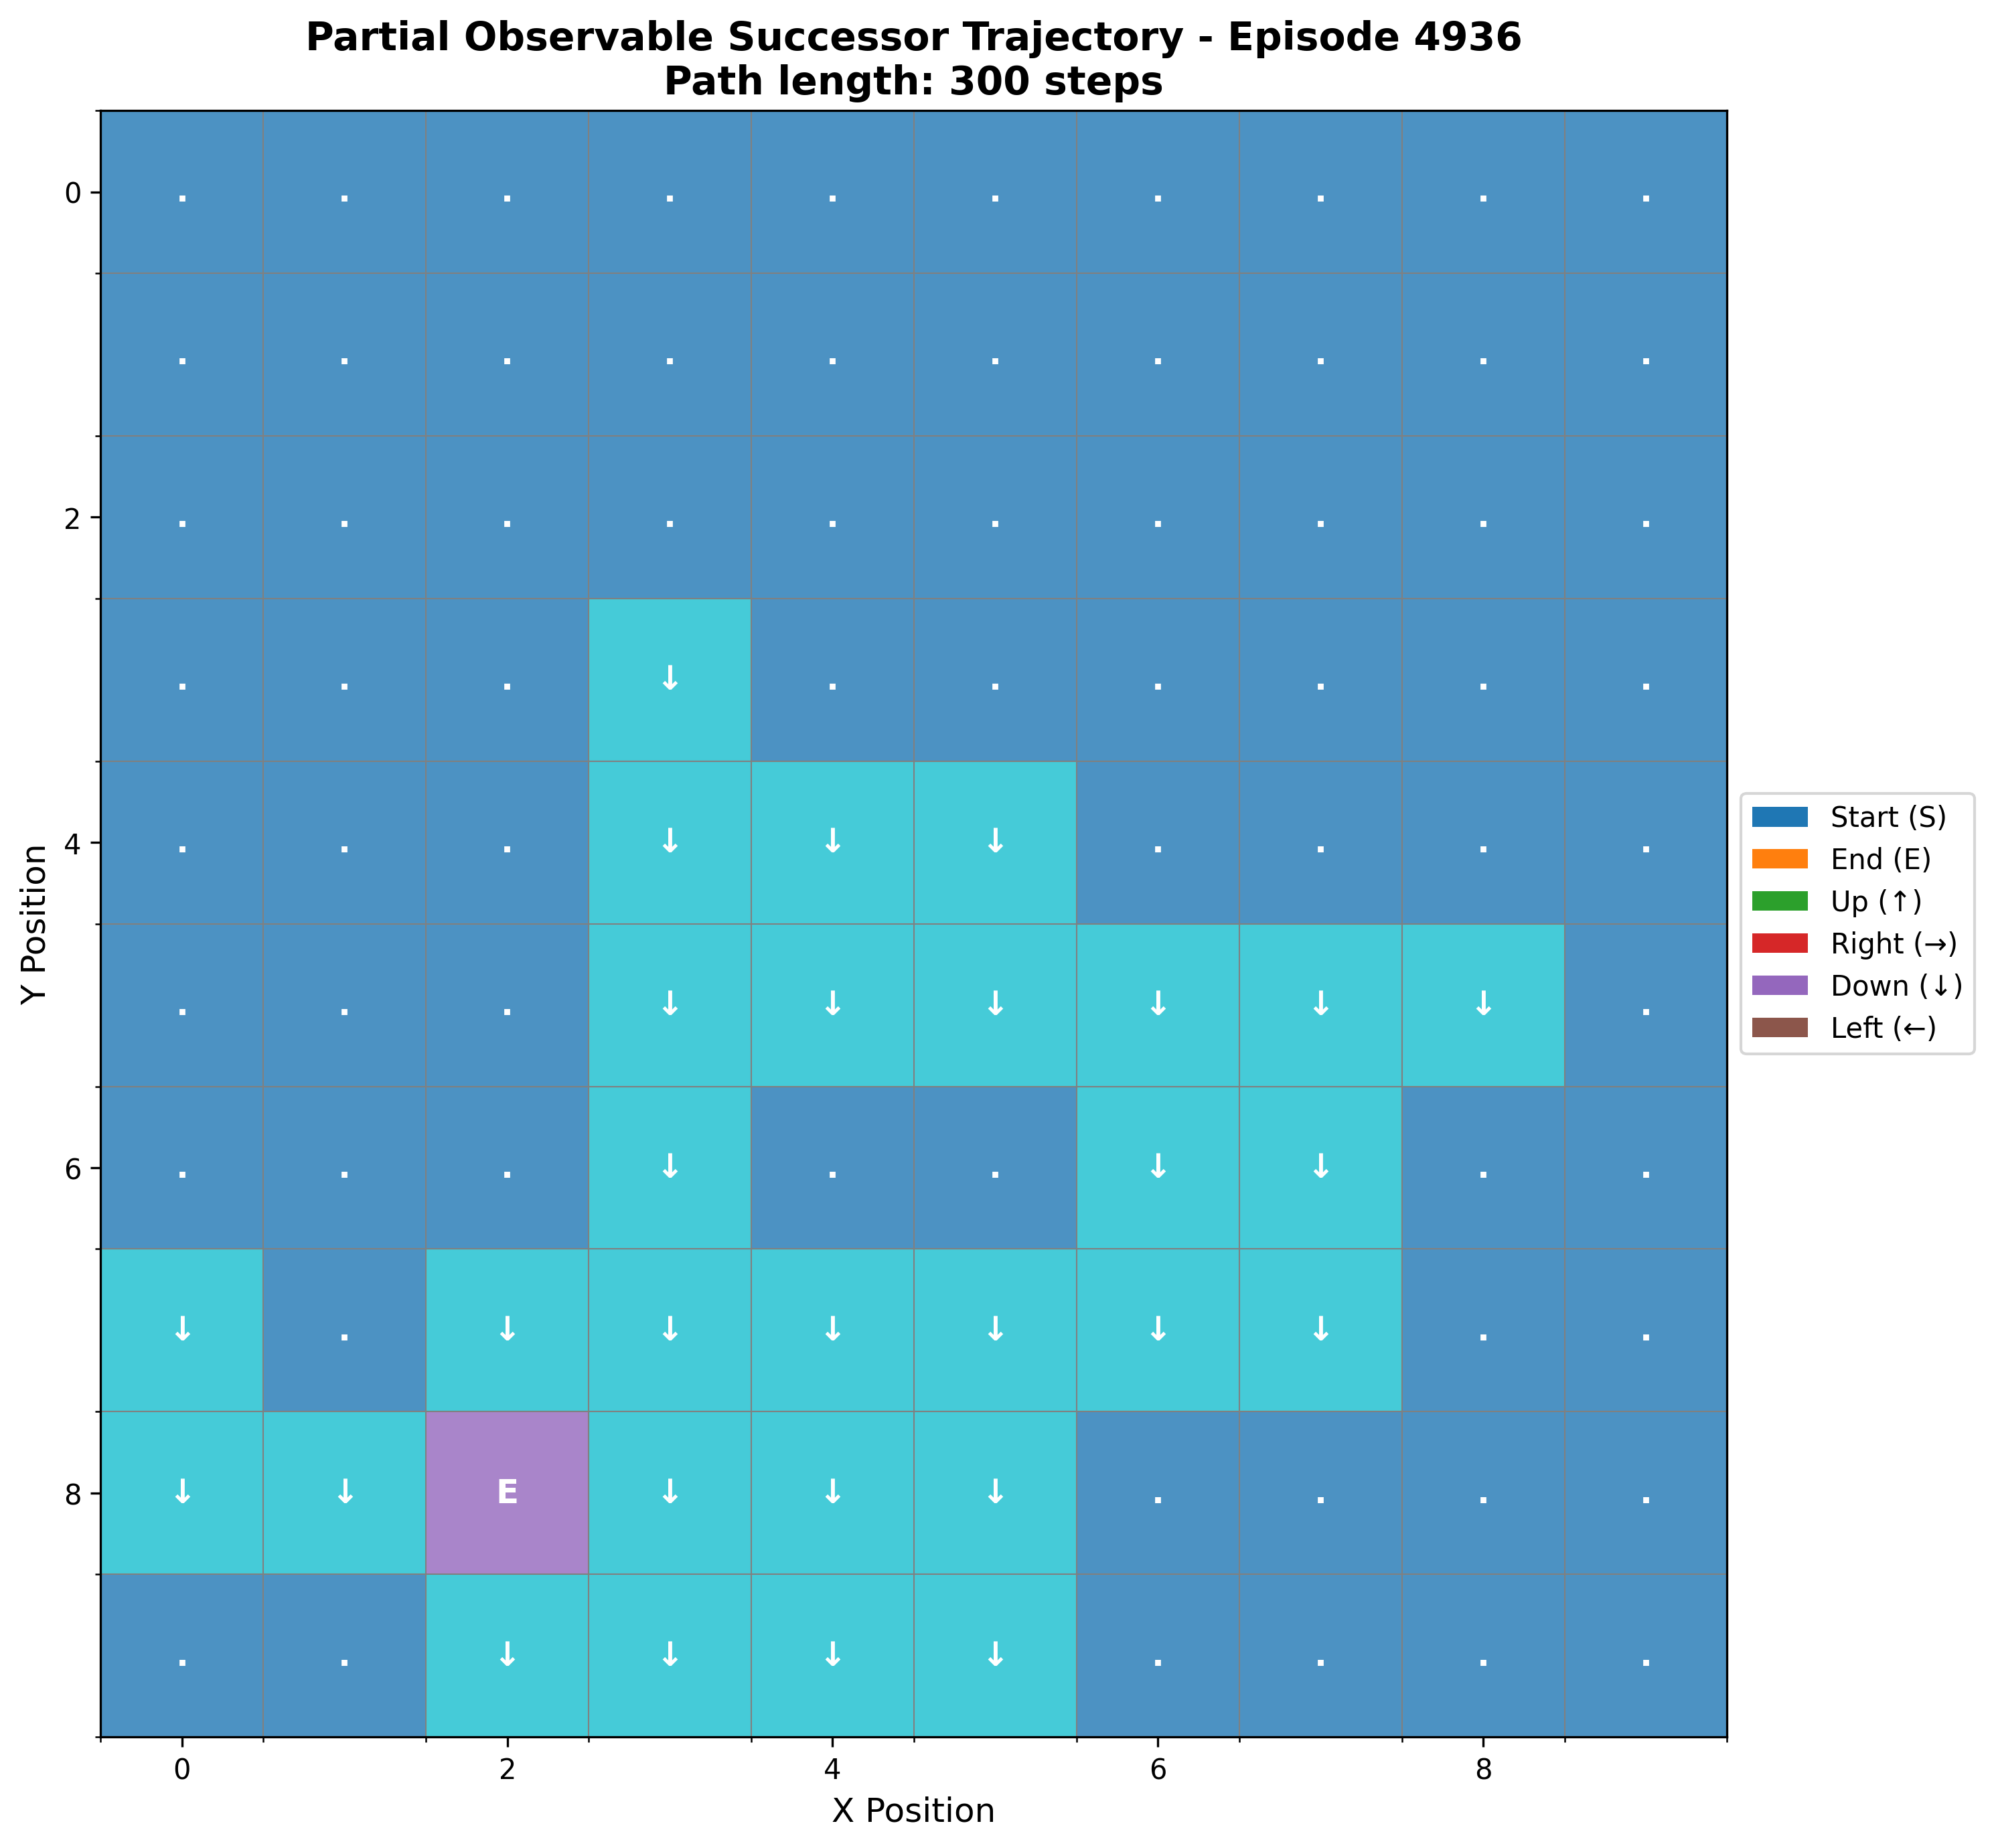 Partial Observable Successor Trajectory - Episode 4936
Path length: 300 steps
0 . . . . . . . . . .
. . . . . . . . . .
2 . . . . . . . . . .
. . . ↓ . . . . . .
4 . . . ↓ ↓ ↓ . . . .
. . . ↓ ↓ ↓ ↓ ↓ ↓ .
6 . . . ↓ . . ↓ ↓ . .
↓ . ↓ ↓ ↓ ↓ ↓ ↓ . .
8 ↓ ↓ E ↓ ↓ ↓ . . . .
. . ↓ ↓ ↓ ↓ . . . .
0 2 4 6 8
X Position
Y Position
Start (S)
End (E)
Up (↑)
Right (→)
Down (↓)
Left (←)